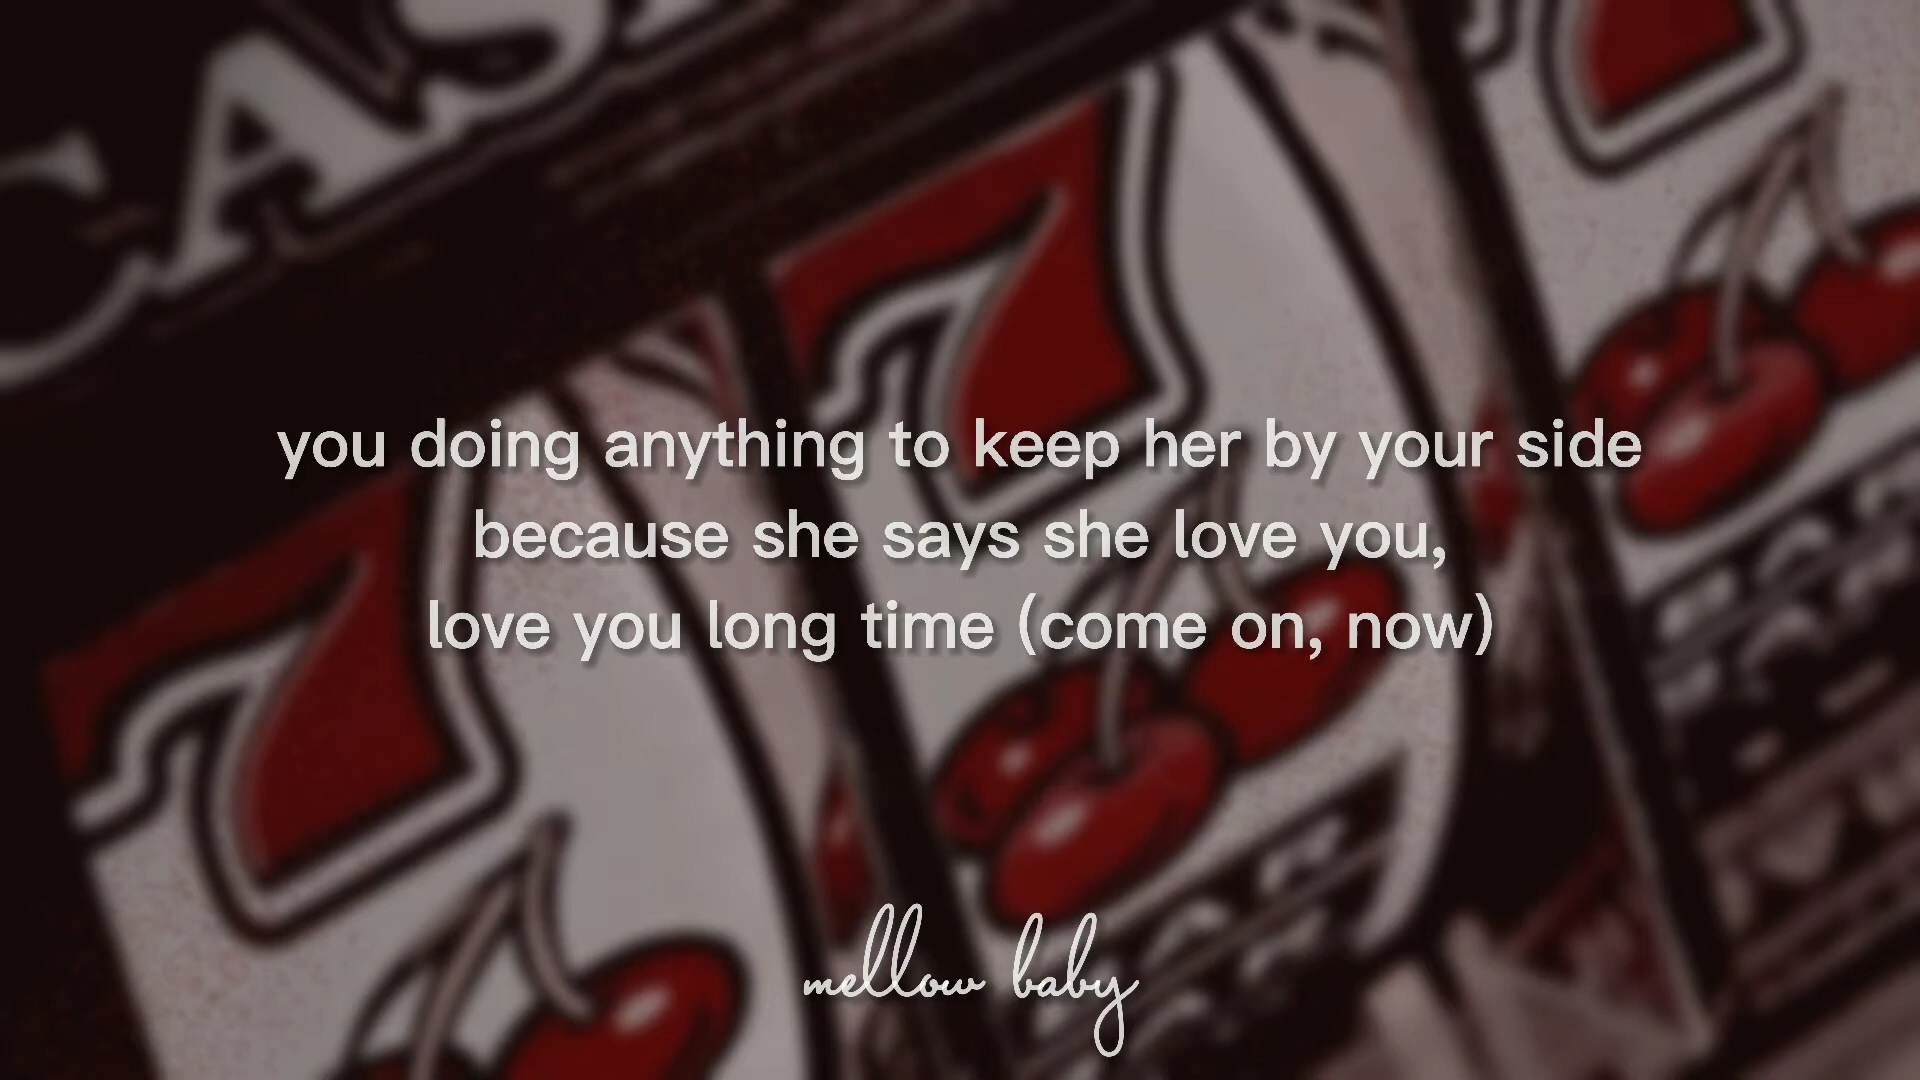 CAS
you doing anything to keep her by your side
because she says she love you,
love you long time (come on, now)
mellow baby